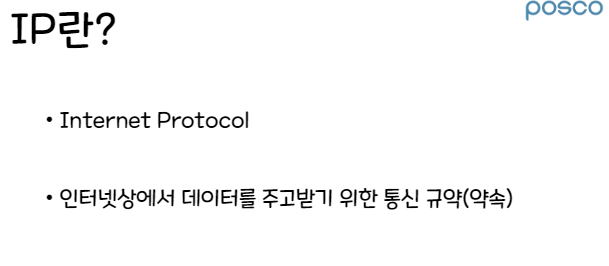 posco
IP란?
• Internet Protocol
• 인터넷상에서 데이터를 주고받기 위한 통신 규약(약속)